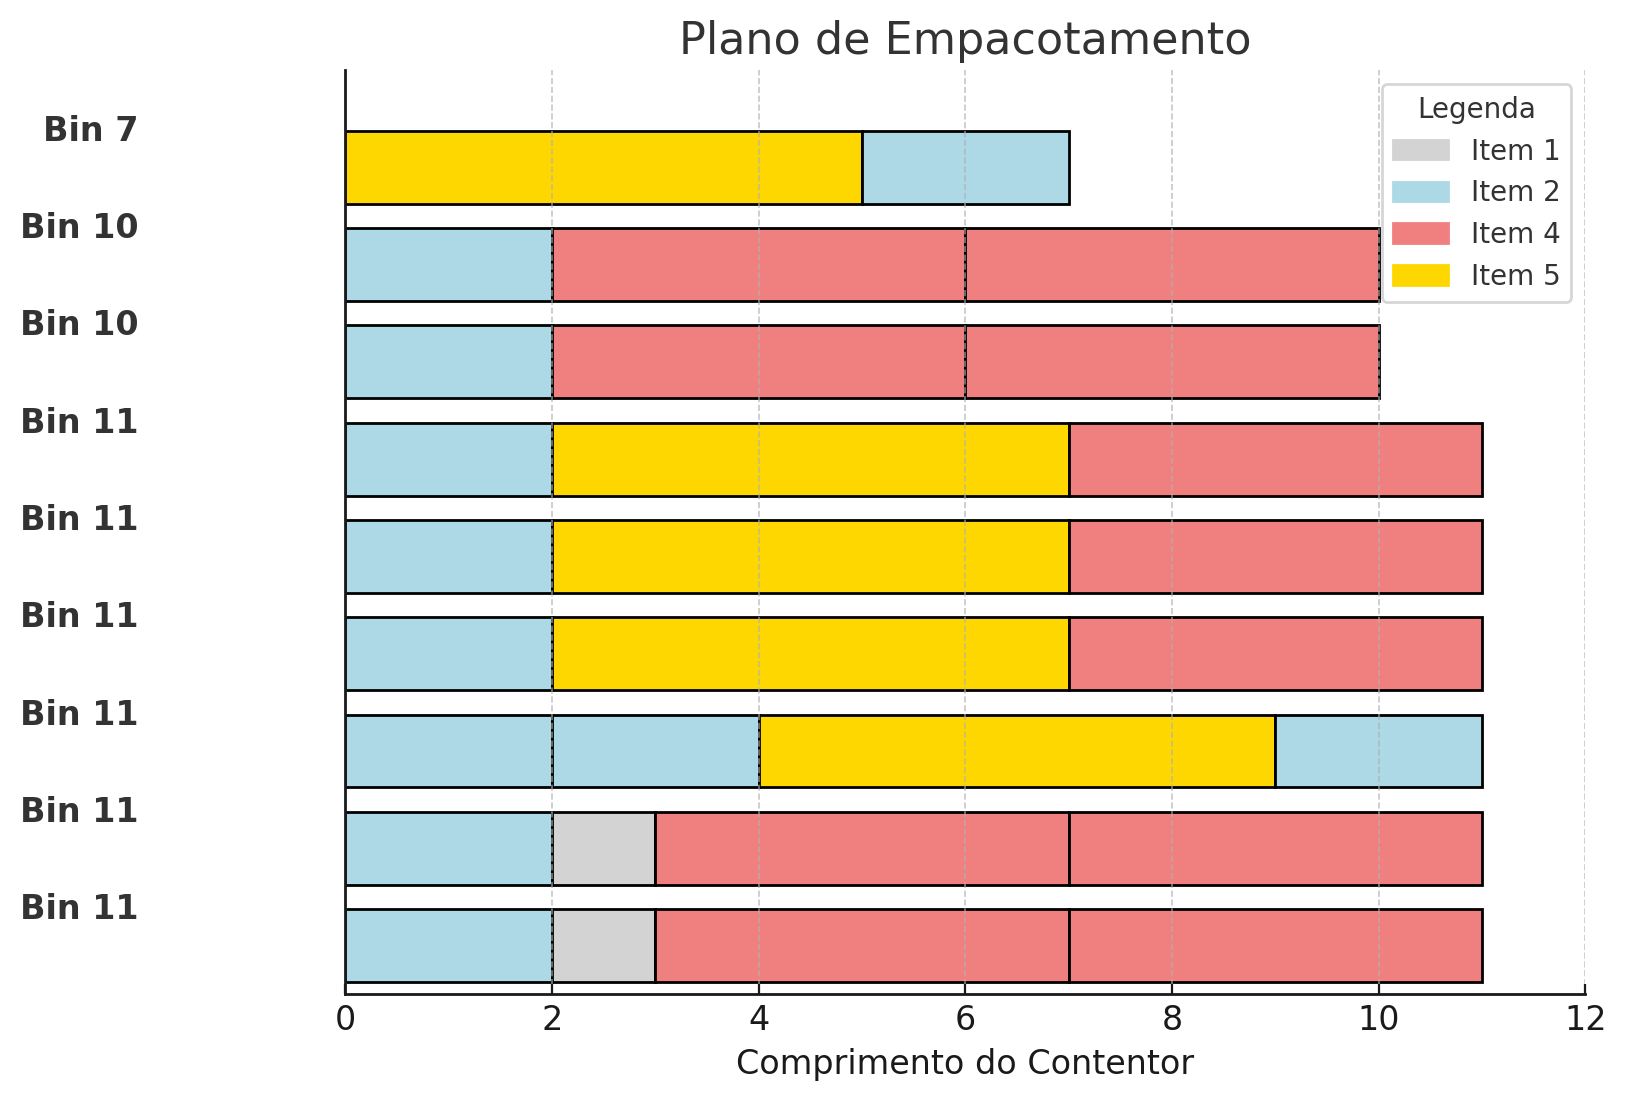 Plano de Empacotamento
Bin 7
Bin 10
Bin 10
Bin 11
Bin 11
Bin 11
Bin 11
Bin 11
Bin 11
Legenda
Item 1
Item 2
Item 4
Item 5
0 2 4 6 8 10 12
Comprimento do Contentor